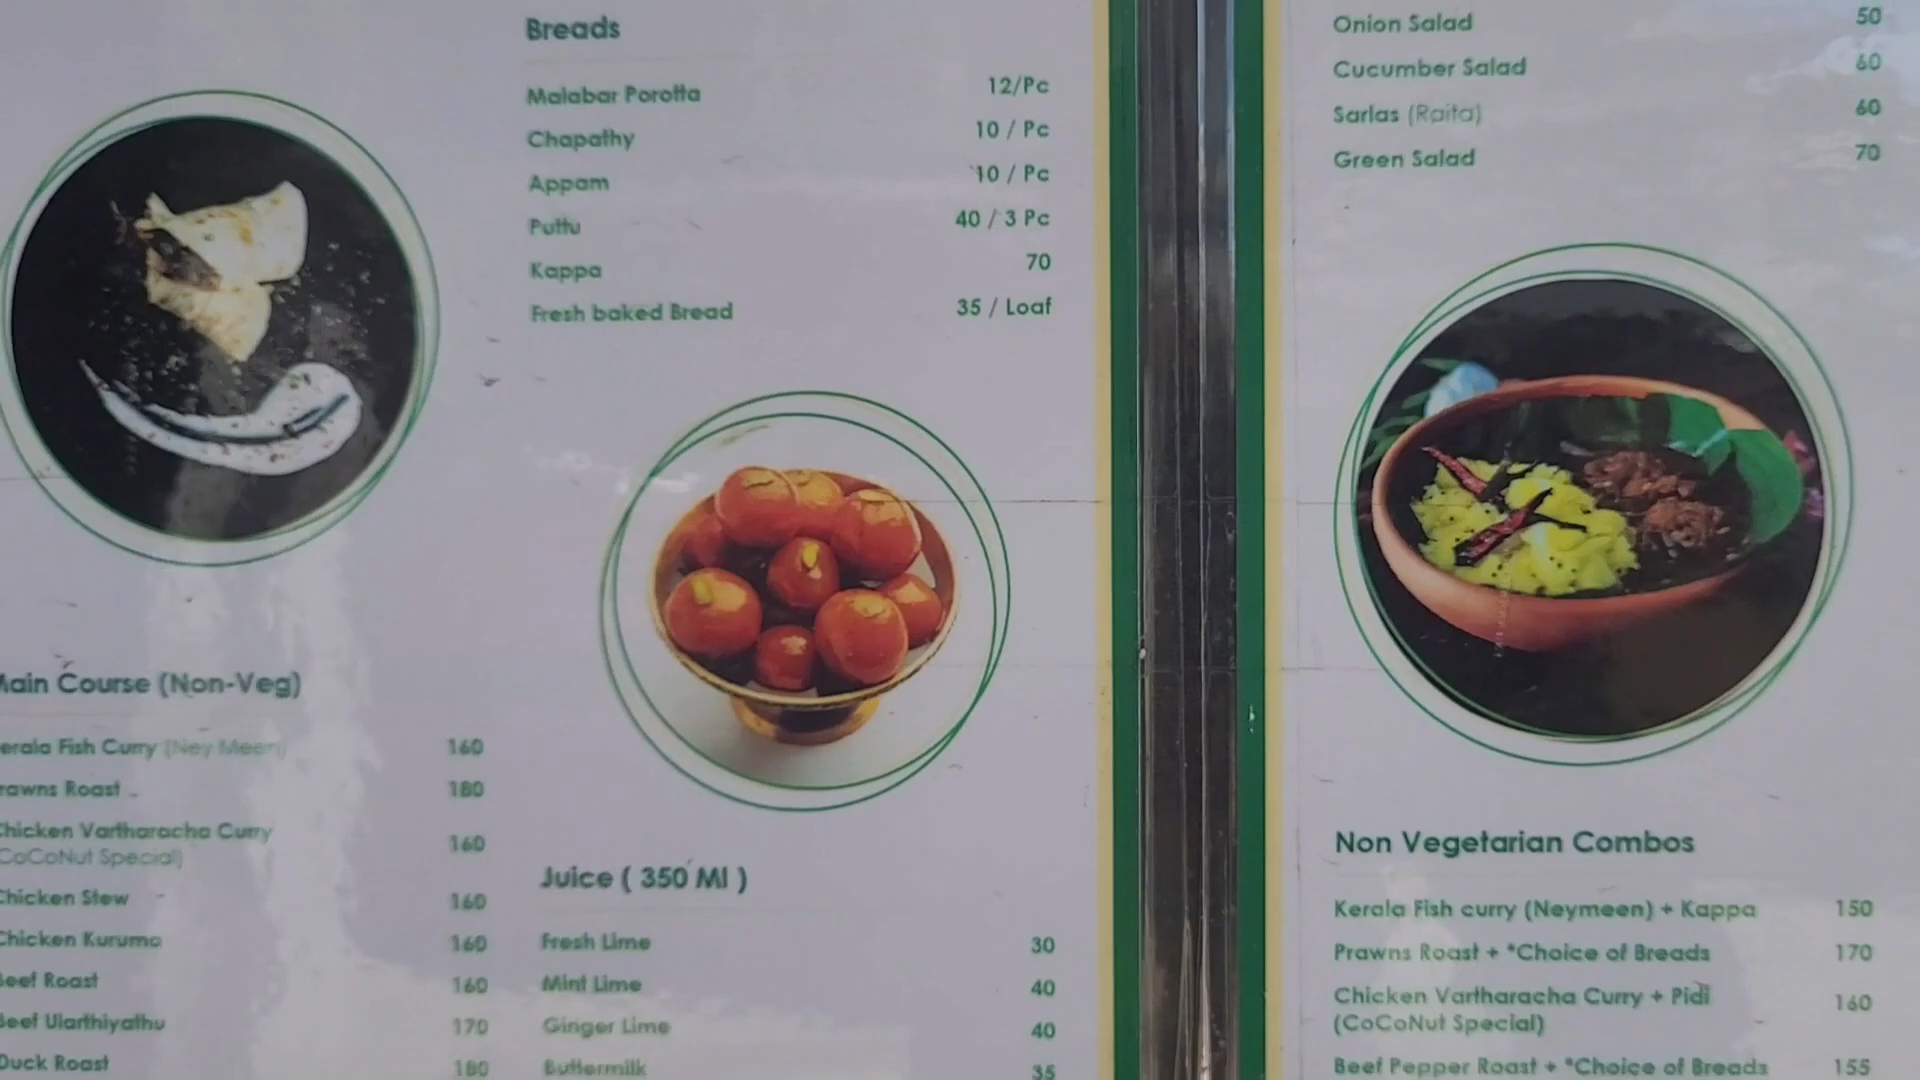 Breads
Malabar Porotta 12/Pc
Chapathy 10 / Pc
Appam 10 / Pc
Puttu 40 / 3 Pc
Kappa 70
Fresh baked Bread 35 / Loaf
Main Course (Non-Veg)
erala Fish Curry (Ney Meen) 160
rawns Roast 180
Chicken Vartharacha Curry 160
(CoCoNut Special)
Chicken Stew 160
Chicken Kuruma 160
Beef Roast 160
Beef Ularthiyathu 170
Duck Roast 180
Juice ( 350 Ml )
Fresh Lime 30
Mint Lime 40
Ginger Lime 40
Buttermilk 35
Onion Salad 50
Cucumber Salad 60
Sarlas (Raita) 60
Green Salad 70
Non Vegetarian Combos
Kerala Fish curry (Neymeen) + Kappa 150
Prawns Roast + *Choice of Breads 170
Chicken Vartharacha Curry + Pidi 160
(CoCoNut Special)
Beef Pepper Roast + *Choice of Breads 155